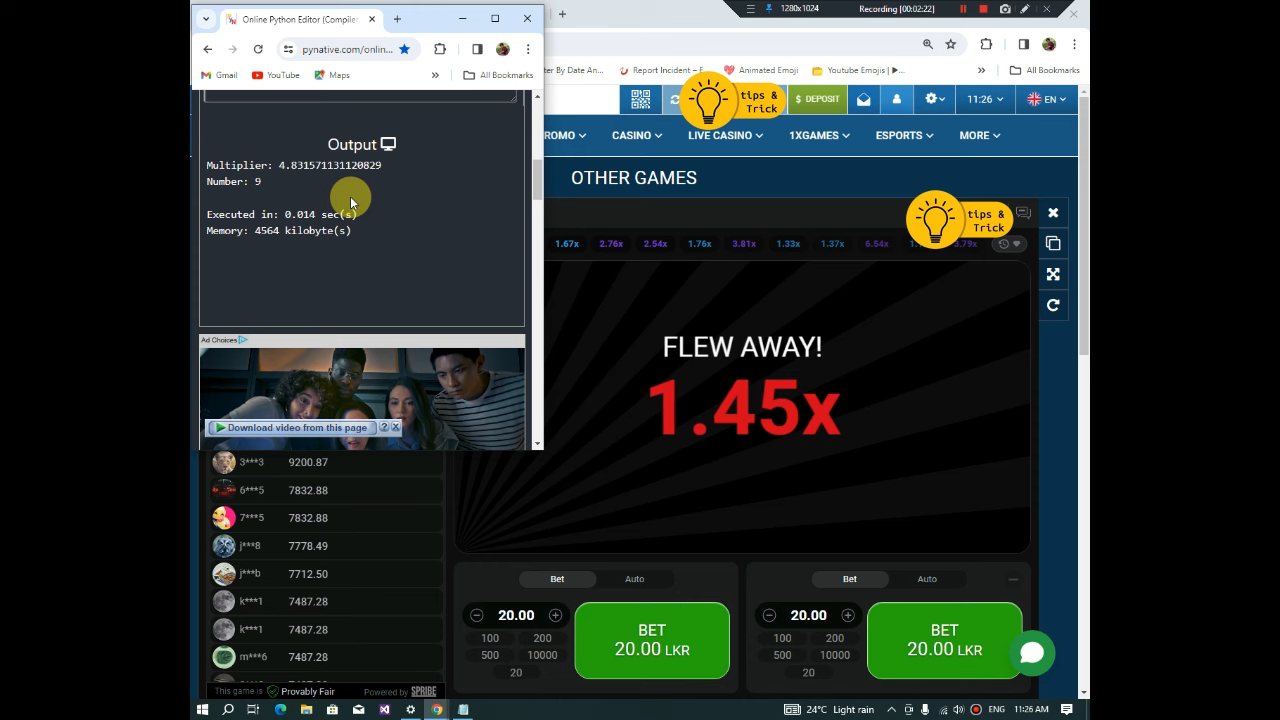 Online Python Editor (Compiler
1280x1024
Recording [00:02:22]
pynative.com/onlin...
Gmail
YouTube
Maps
All Bookmarks
ter By Date An...
Report Incident – F...
Animated Emoji
Youtube Emojis | ►...
All Bookmarks
tips &
Trick
$ DEPOSIT
11:26
EN
Output
Multiplier: 4.831571131120829
Number: 9
Executed in: 0.014 sec(s)
Memory: 4564 kilobyte(s)
ROMO
CASINO
LIVE CASINO
1XGAMES
ESPORTS
MORE
OTHER GAMES
tips &
Trick
1.67x
2.76x
2.54x
1.76x
3.81x
1.33x
1.37x
6.54x
3.79x
FLEW AWAY!
1.45x
Ad Choices
Download video from this page
3***3 9200.87
6***5 7832.88
7***5 7832.88
j***8 7778.49
j***b 7712.50
k***1 7487.28
k***1 7487.28
m***6 7487.28
This game is Provably Fair
Powered by SPRIBE
Bet Auto
20.00
100 200
500 10000
20
BET
20.00 LKR
Bet Auto
20.00
100 200
500 10000
20
BET
20.00 LKR
24°C Light rain
ENG
11:26 AM